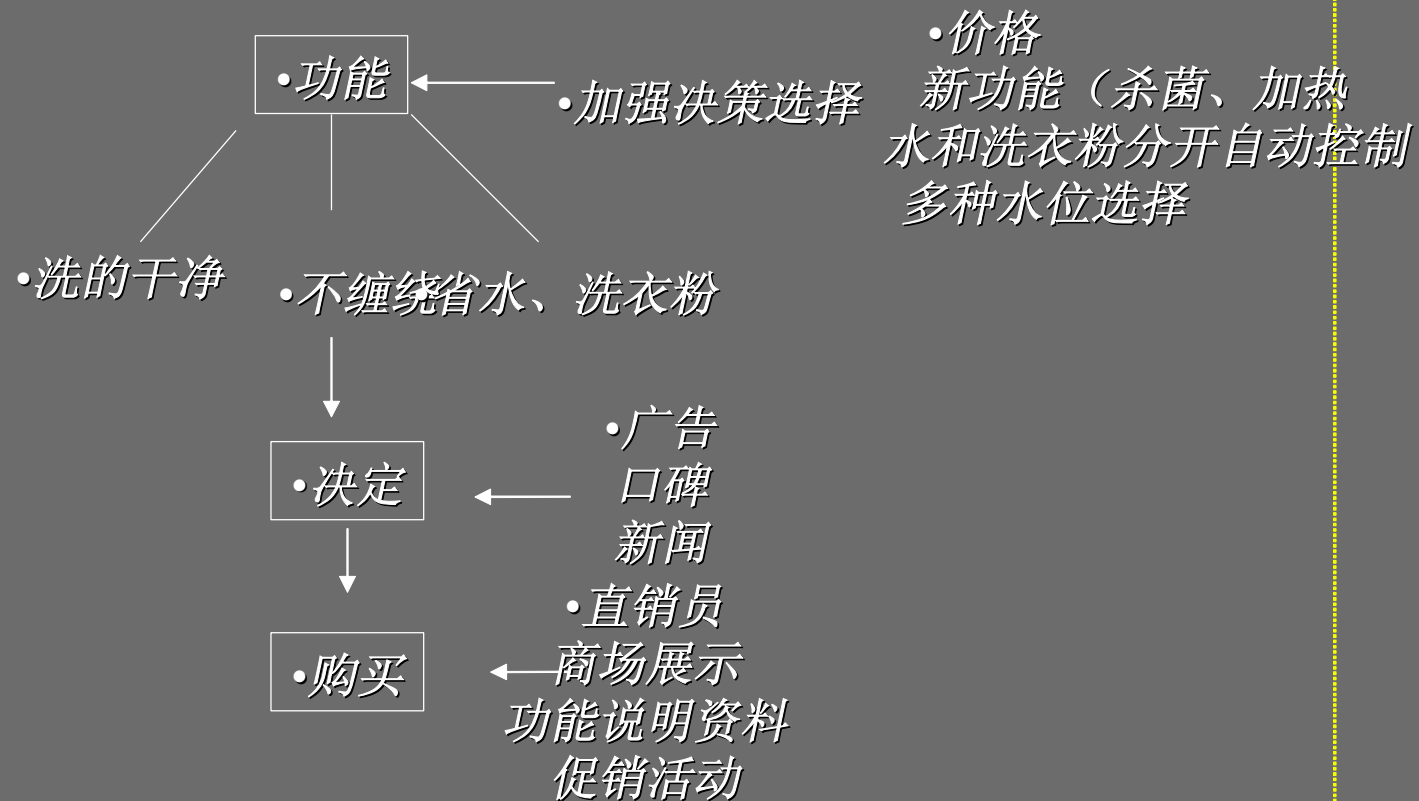 •功能
•加强决策选择
•价格
新功能（杀菌、加热
水和洗衣粉分开自动控制
多种水位选择
•洗的干净
•不缠绕
•省水、洗衣粉
•决定
•广告
口碑
新闻
•购买
•直销员
商场展示
功能说明资料
促销活动